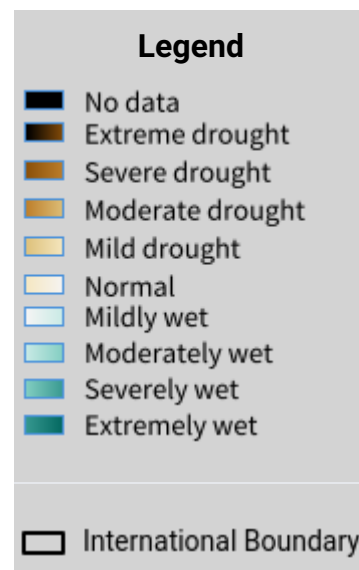 Legend
No data
Extreme drought
Severe drought
Moderate drought
Mild drought
Normal
Mildly wet
Moderately wet
Severely wet
Extremely wet
International Boundary